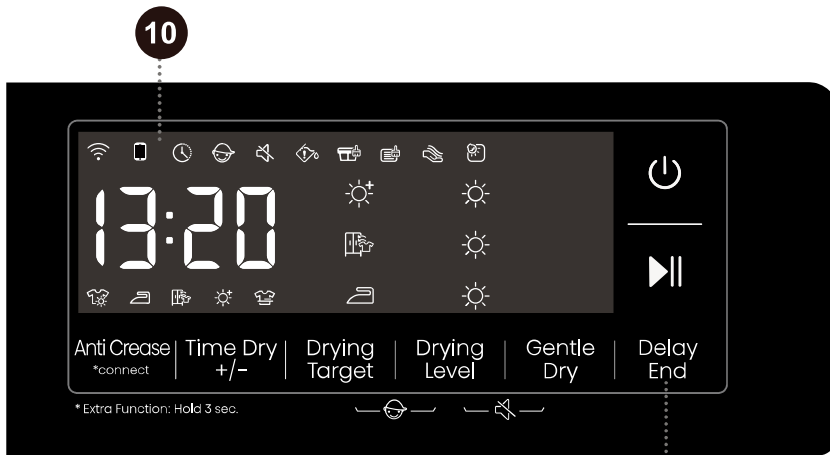 10
13:20
Anti Crease
*connect
Time Dry
+/-
Drying
Target
Drying
Level
Gentle
Dry
Delay
End
* Extra Function: Hold 3 sec.